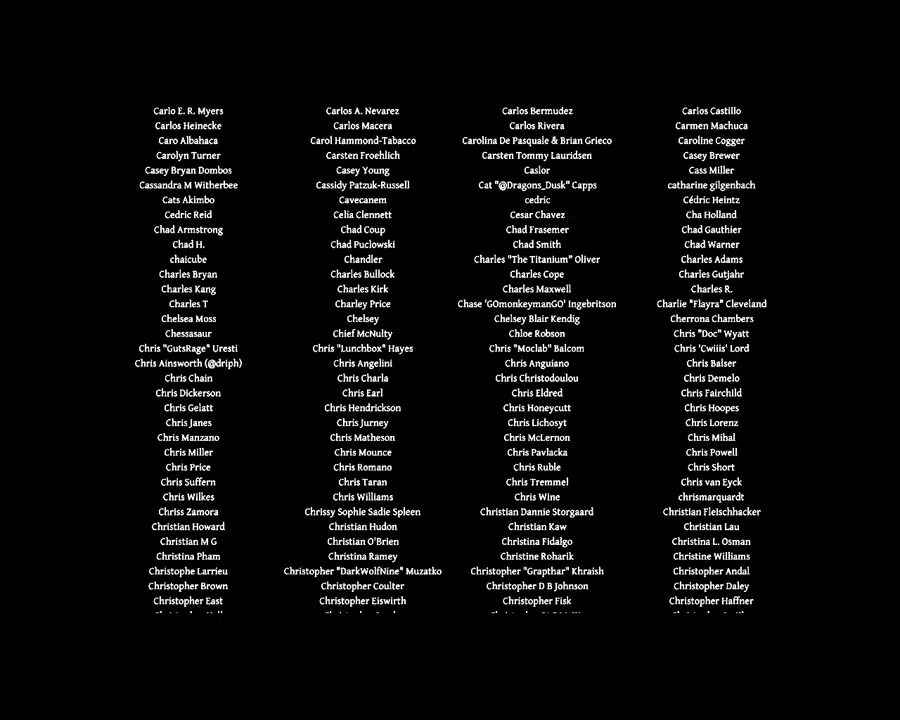 Carlo E. R. Myers Carlos A. Nevarez Carlos Bermudez Carlos Castillo
Carlos Heinecke Carlos Macera Carlos Rivera Carmen Machuca
Caro Albahaca Carol Hammond-Tabacco Carolina De Pasquale & Brian Grieco Caroline Cogger
Carolyn Turner Carsten Froehlich Carsten Tommy Lauridsen Casey Brewer
Casey Bryan Dombos Casey Young Caslor Cass Miller
Cassandra M Witherbee Cassidy Patzuk-Russell Cat "@Dragons_Dusk" Capps catharine gilgenbach
Cats Akimbo Cavecanem cedric Cédric Heintz
Cedric Reid Celia Clennett Cesar Chavez Cha Holland
Chad Armstrong Chad Coup Chad Frasemer Chad Gauthier
Chad H. Chad Puclowski Chad Smith Chad Warner
chaicube Chandler Charles "The Titanium" Oliver Charles Adams
Charles Bryan Charles Bullock Charles Cope Charles Gutjahr
Charles Kang Charles Kirk Charles Maxwell Charles R.
Charles T Charley Price Chase 'GOmonkeymanGO' Ingebritson Charlie "Flayra" Cleveland
Chelsea Moss Chelsey Chelsey Blair Kendig Cherrona Chambers
Chessasaur Chief McNulty Chloe Robson Chris "Doc" Wyatt
Chris "GutsRage" Uresti Chris "Lunchbox" Hayes Chris "Moclab" Balcom Chris 'Cwiiis' Lord
Chris Ainsworth (@driph) Chris Angelini Chris Anguiano Chris Balser
Chris Chain Chris Charla Chris Christodoulou Chris Demelo
Chris Dickerson Chris Earl Chris Eldred Chris Fairchild
Chris Gelatt Chris Hendrickson Chris Honeycutt Chris Hoopes
Chris Janes Chris Jurney Chris Lichosyt Chris Lorenz
Chris Manzano Chris Matheson Chris McLernon Chris Mihal
Chris Miller Chris Mounce Chris Pavlacka Chris Powell
Chris Price Chris Romano Chris Ruble Chris Short
Chris Suffern Chris Taran Chris Tremmel Chris van Eyck
Chris Wilkes Chris Williams Chris Wine chrismarquardt
Chriss Zamora Chrissy Sophie Sadie Spleen Christian Dannie Storgaard Christian Fleischhacker
Christian Howard Christian Hudon Christian Kaw Christian Lau
Christian M G Christian O'Brien Christina Fidalgo Christina L. Osman
Christina Pham Christina Ramey Christine Roharik Christine Williams
Christophe Larrieu Christopher "DarkWolfNine" Muzatko Christopher "Grapthar" Khraish Christopher Andal
Christopher Brown Christopher Coulter Christopher D B Johnson Christopher Daley
Christopher East Christopher Eiswirth Christopher Fisk Christopher Haffner